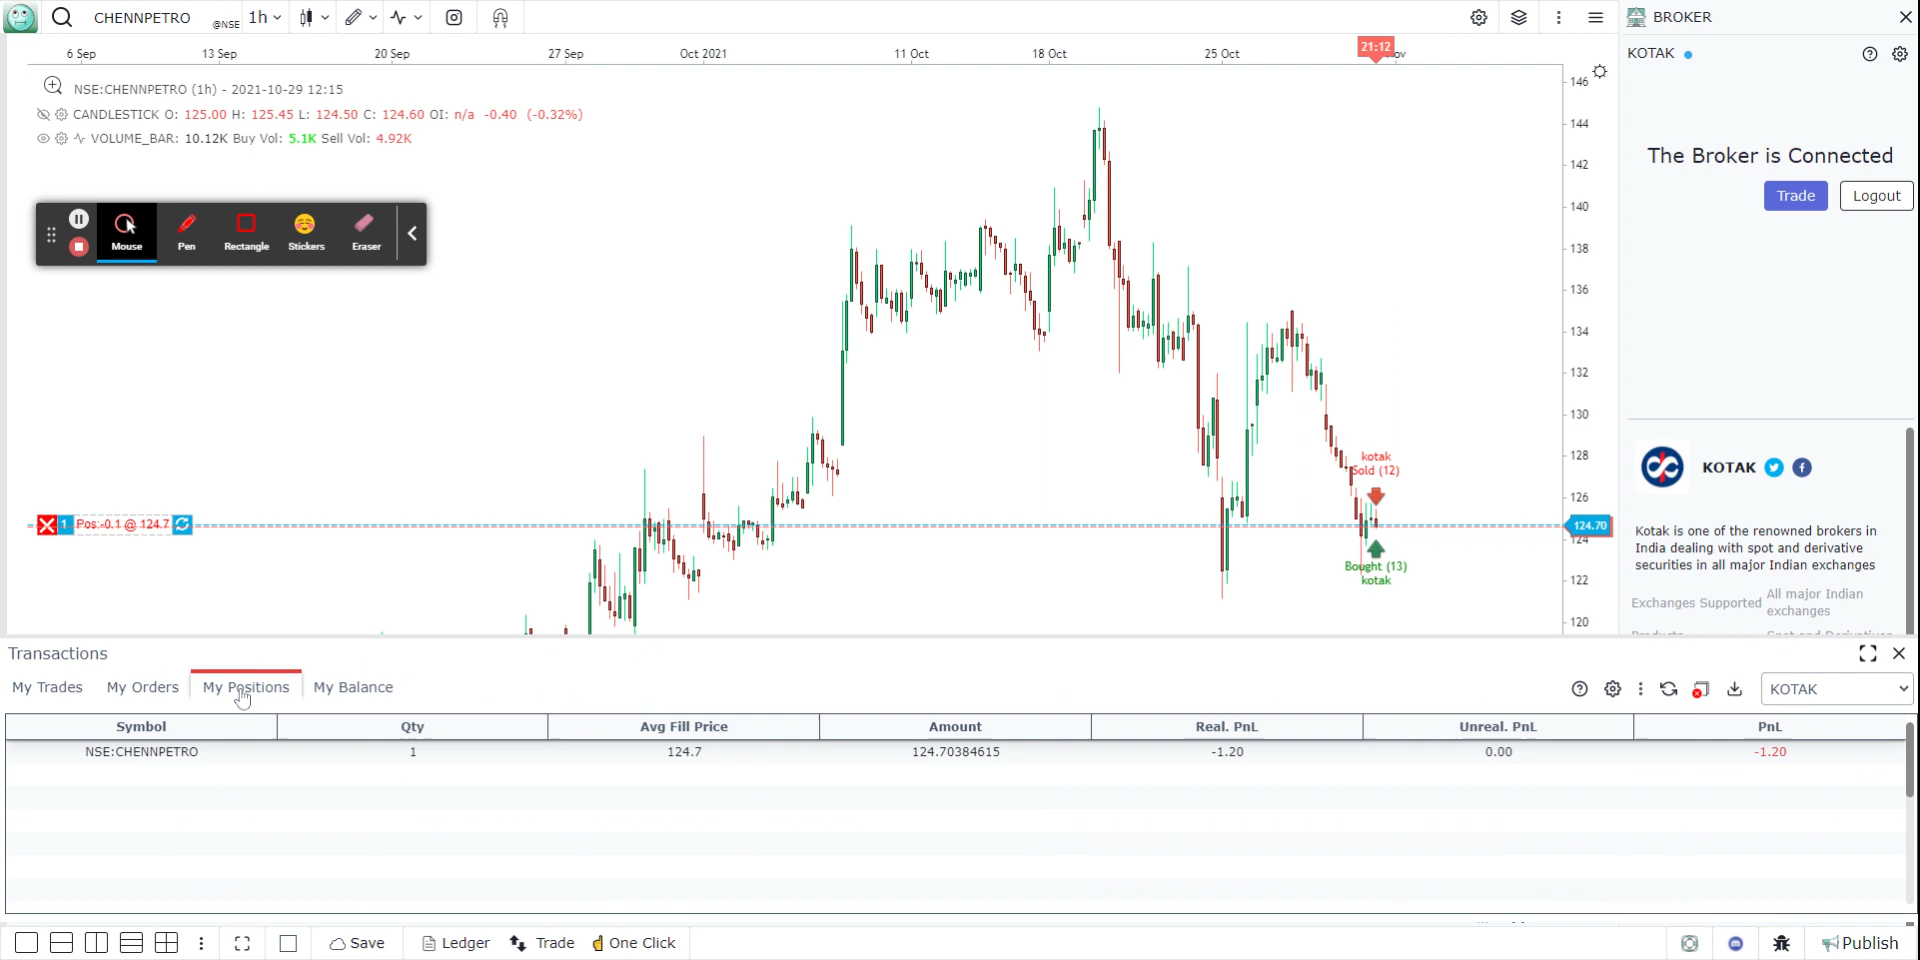 CHENNPETRO @NSE 1h
BROKER
6 Sep 13 Sep 20 Sep 27 Sep Oct 2021 11 Oct 18 Oct 25 Oct 21:12 ov
KOTAK
NSE:CHENNPETRO (1h) - 2021-10-29 12:15
CANDLESTICK O: 125.00 H: 125.45 L: 124.50 C: 124.60 OI: n/a -0.40 (-0.32%)
VOLUME_BAR: 10.12K Buy Vol: 5.1K Sell Vol: 4.92K
Mouse Pen Rectangle Stickers Eraser
146
144
142
140
138
136
134
132
130
128
126
124.70
124
122
120
kotak
Sold (12)
Bought (13)
kotak
1 Pos:-0.1 @ 124.7
The Broker is Connected
Trade Logout
KOTAK
Kotak is one of the renowned brokers in
India dealing with spot and derivative
securities in all major Indian exchanges
Exchanges Supported All major Indian
exchanges
Transactions
My Trades My Orders My Positions My Balance
KOTAK
Symbol Qty Avg Fill Price Amount Real. PnL Unreal. PnL PnL
NSE:CHENNPETRO 1 124.7 124.70384615 -1.20 0.00 -1.20
Save Ledger Trade One Click Publish